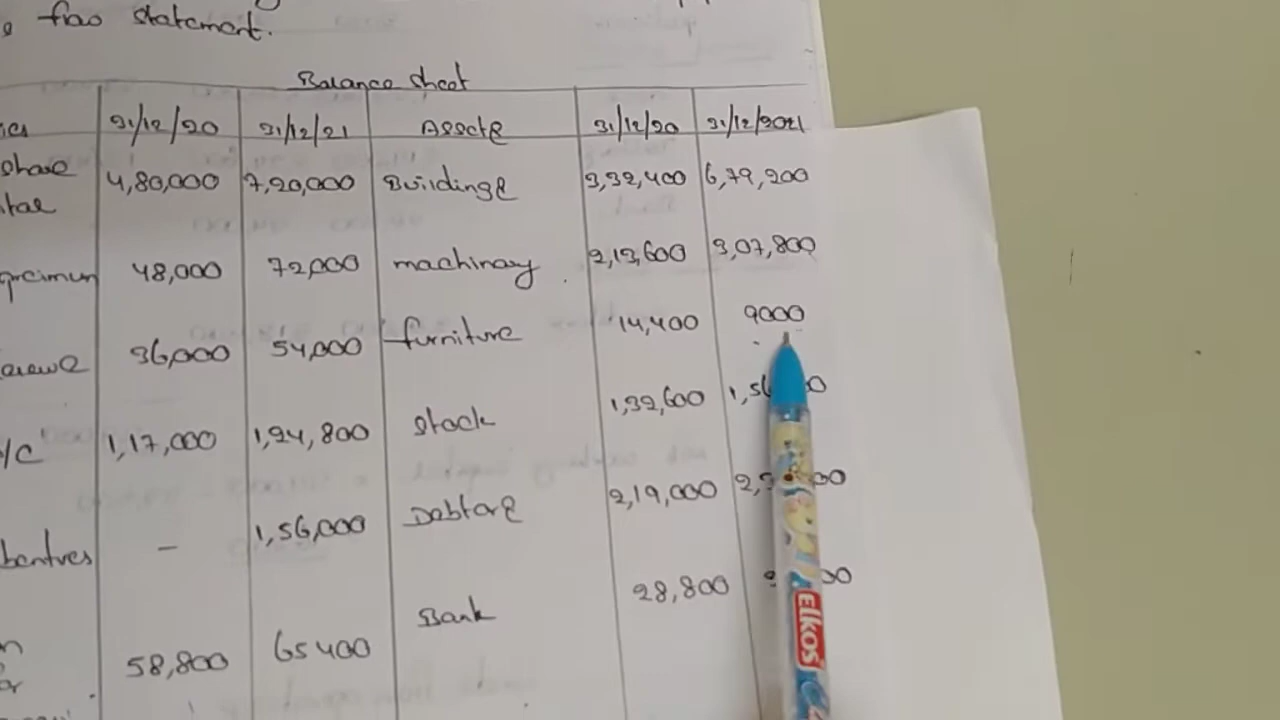 flow statement.
Balance sheet
31/12/20 31/12/21 Assets 31/12/20 31/12/2021
share 4,80,000 7,20,000 Buildings 3,32,400 6,79,200
48,000 72,000 machinary 2,13,600 3,07,800
36,000 54,000 furniture 14,400 9000
/C 1,17,000 1,24,800 stock 1,32,600
- 1,56,000 Debtors 2,19,000
58,800 65400 Bank 28,800
elkos